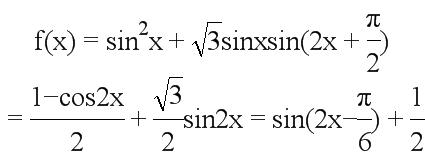 f(x) = sin²x + √3sinxsin(2x + π/2)
= (1−cos2x)/2 + √3/2 sin2x = sin(2x−π/6) + 1/2